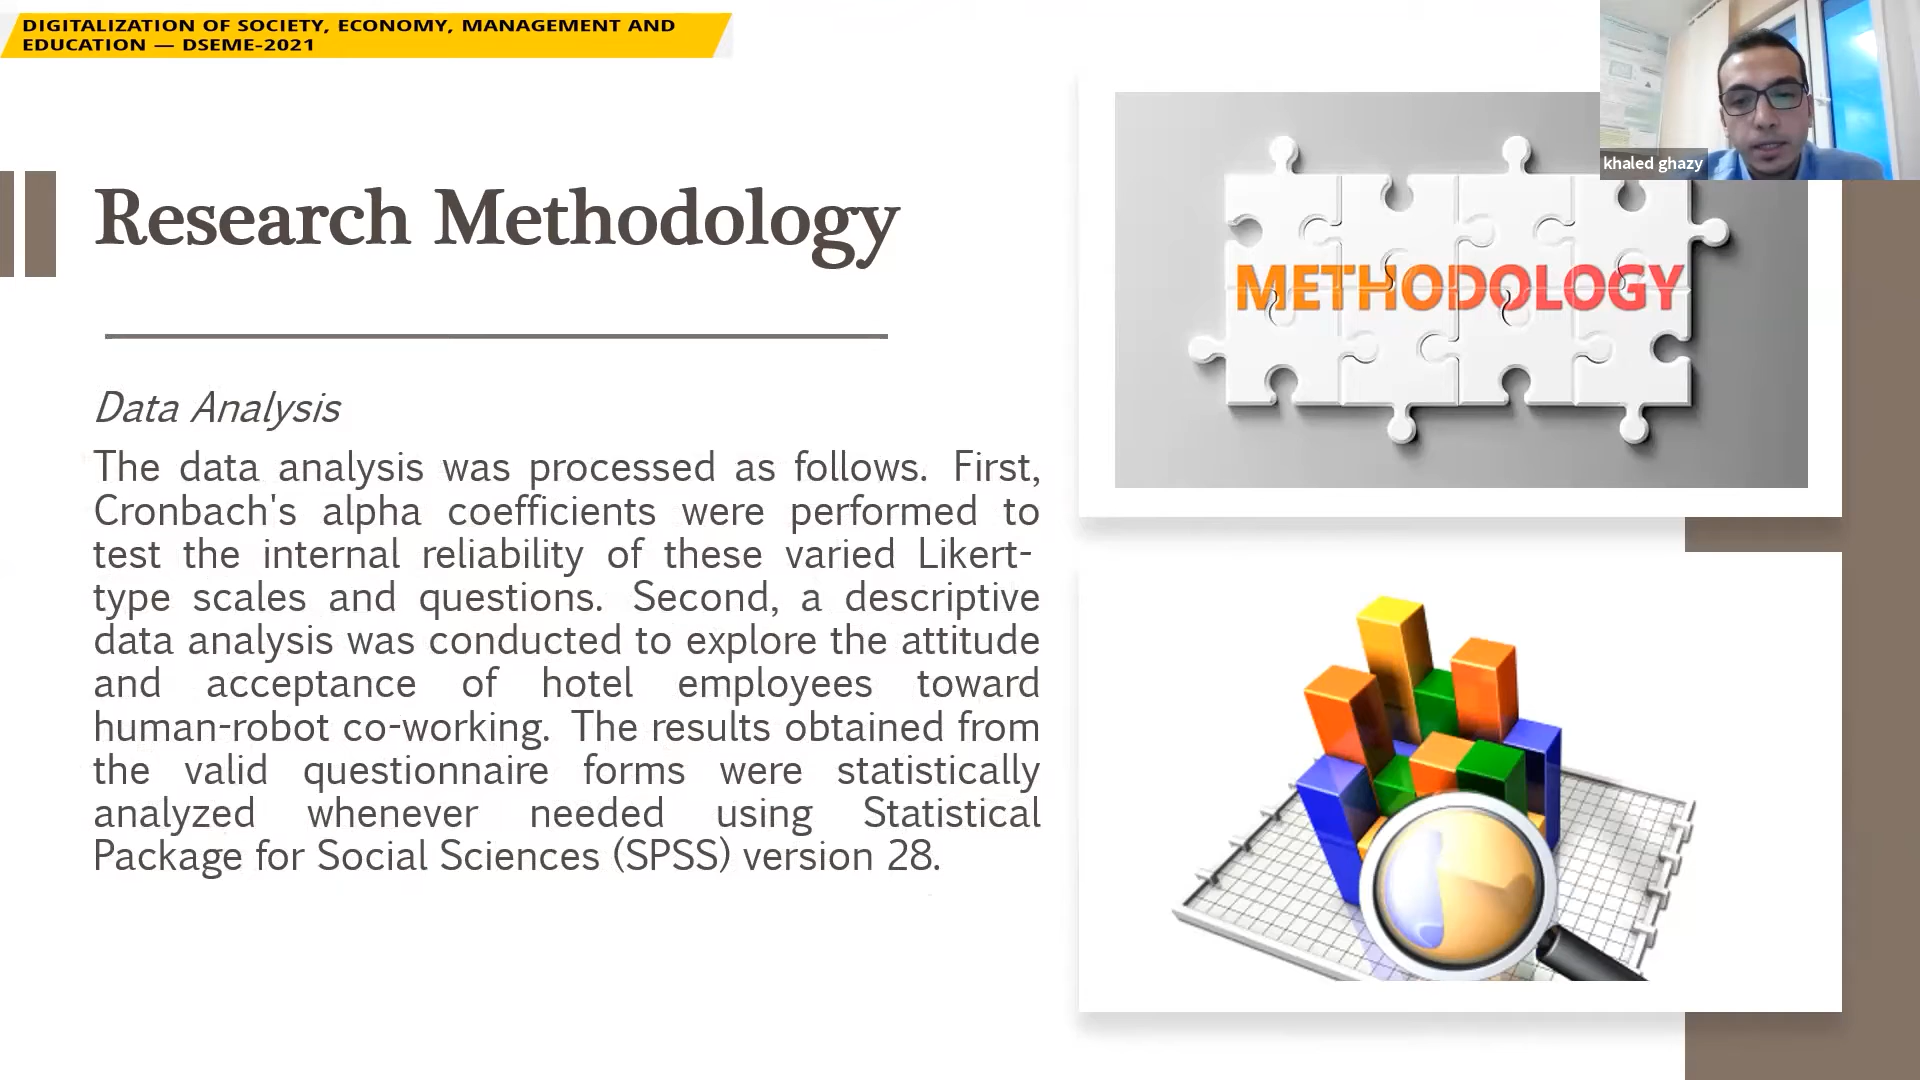 DIGITALIZATION OF SOCIETY, ECONOMY, MANAGEMENT AND
EDUCATION — DSEME-2021
khaled ghazy
Research Methodology
METHODOLOGY
Data Analysis
The data analysis was processed as follows. First,
Cronbach's alpha coefficients were performed to
test the internal reliability of these varied Likert-
type scales and questions. Second, a descriptive
data analysis was conducted to explore the attitude
and acceptance of hotel employees toward
human-robot co-working. The results obtained from
the valid questionnaire forms were statistically
analyzed whenever needed using Statistical
Package for Social Sciences (SPSS) version 28.